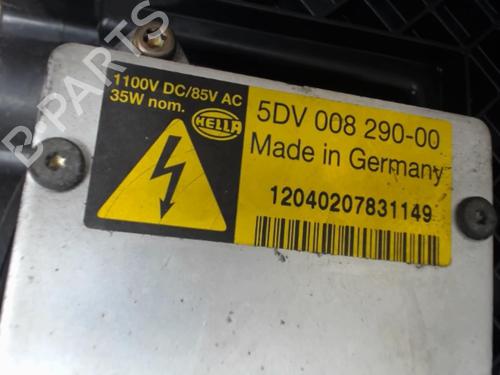 B-PARTS
1100V DC/85V AC
35W nom.
HELLA
5DV 008 290-00
Made in Germany
12040207831149